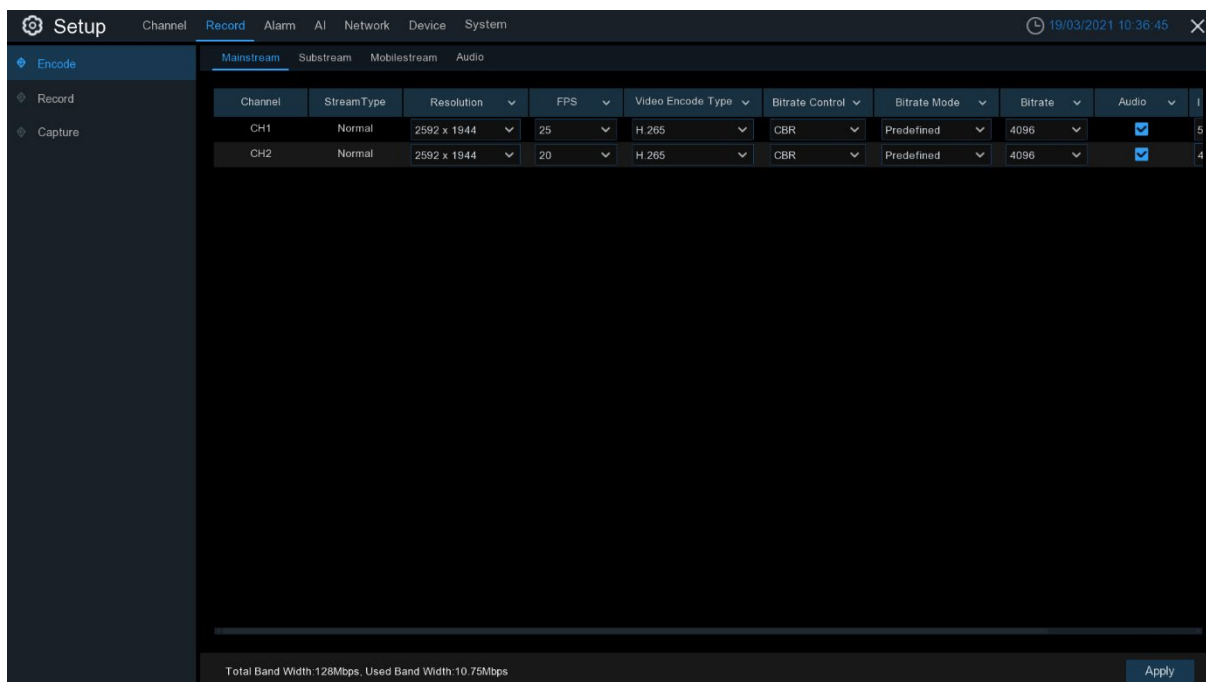 Setup Channel Record Alarm AI Network Device System 19/03/2021 10:36:45
Encode
Record
Capture
Mainstream Substream Mobilestream Audio
Channel StreamType Resolution FPS Video Encode Type Bitrate Control Bitrate Mode Bitrate Audio I
CH1 Normal 2592 x 1944 25 H.265 CBR Predefined 4096 5
CH2 Normal 2592 x 1944 20 H.265 CBR Predefined 4096 4
Total Band Width:128Mbps, Used Band Width:10.75Mbps Apply